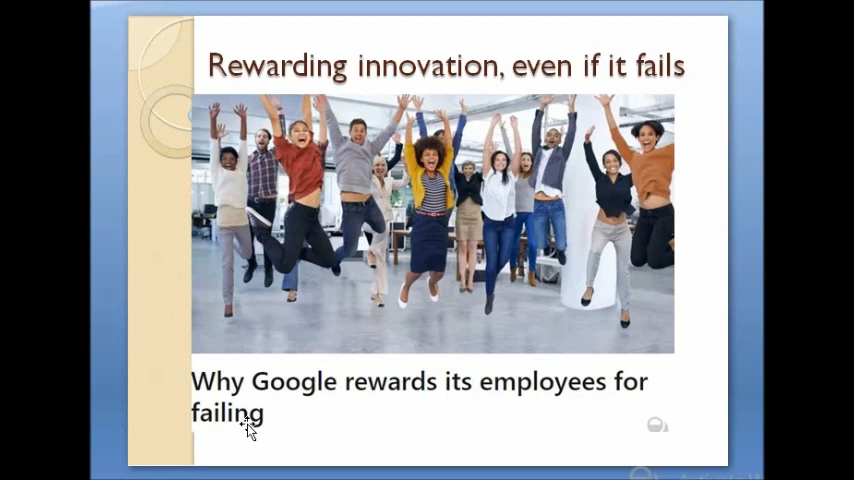 Rewarding innovation, even if it fails
Why Google rewards its employees for
failing